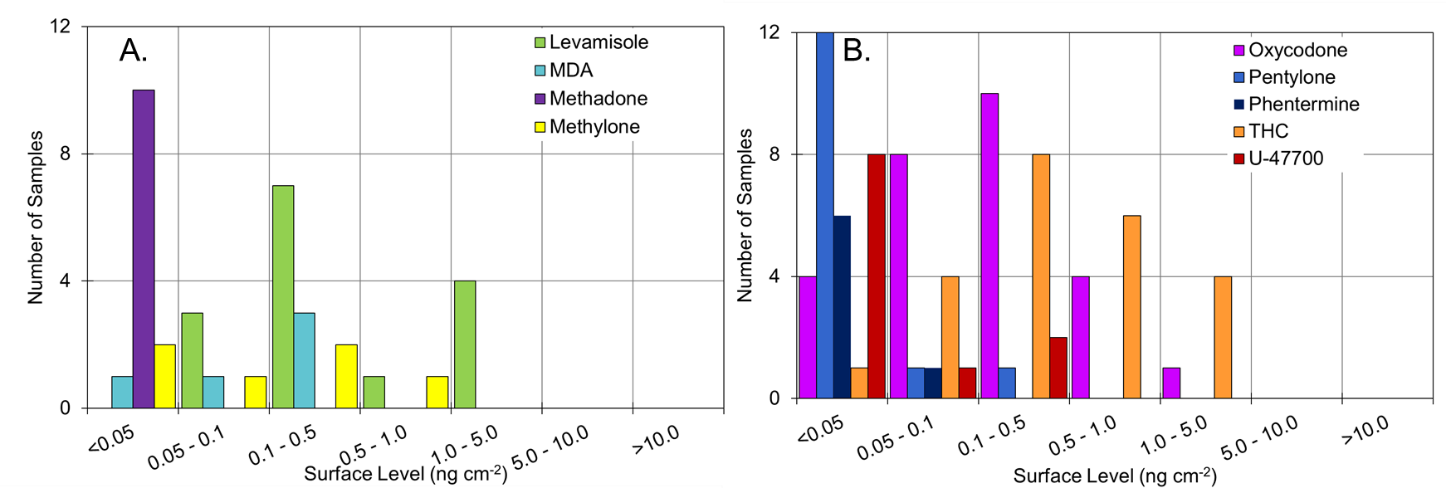 A.
12
8
4
0
Number of Samples
Levamisole
MDA
Methadone
Methylone
<0.05
0.05 - 0.1
0.1 - 0.5
0.5 - 1.0
1.0 - 5.0
5.0 - 10.0
>10.0
Surface Level (ng cm-2)
B.
12
8
4
0
Number of Samples
Oxycodone
Pentylone
Phentermine
THC
U-47700
<0.05
0.05 - 0.1
0.1 - 0.5
0.5 - 1.0
1.0 - 5.0
5.0 - 10.0
>10.0
Surface Level (ng cm-2)